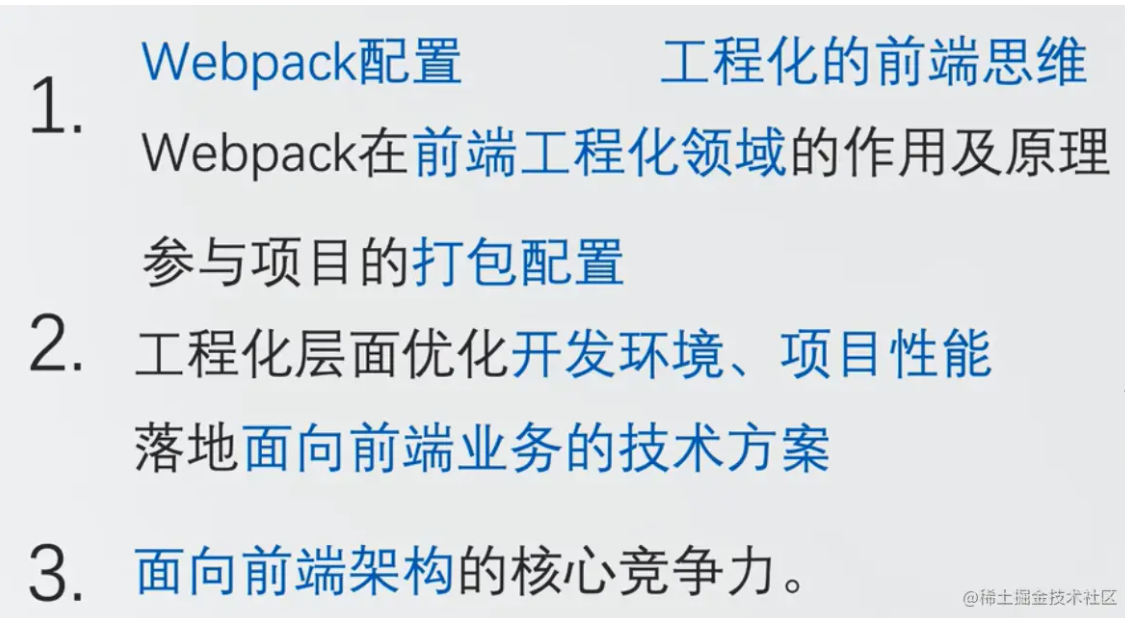 1.
Webpack配置 工程化的前端思维
Webpack在前端工程化领域的作用及原理
2.
参与项目的打包配置
工程化层面优化开发环境、项目性能
落地面向前端业务的技术方案
3. 面向前端架构的核心竞争力。
@稀土掘金技术社区